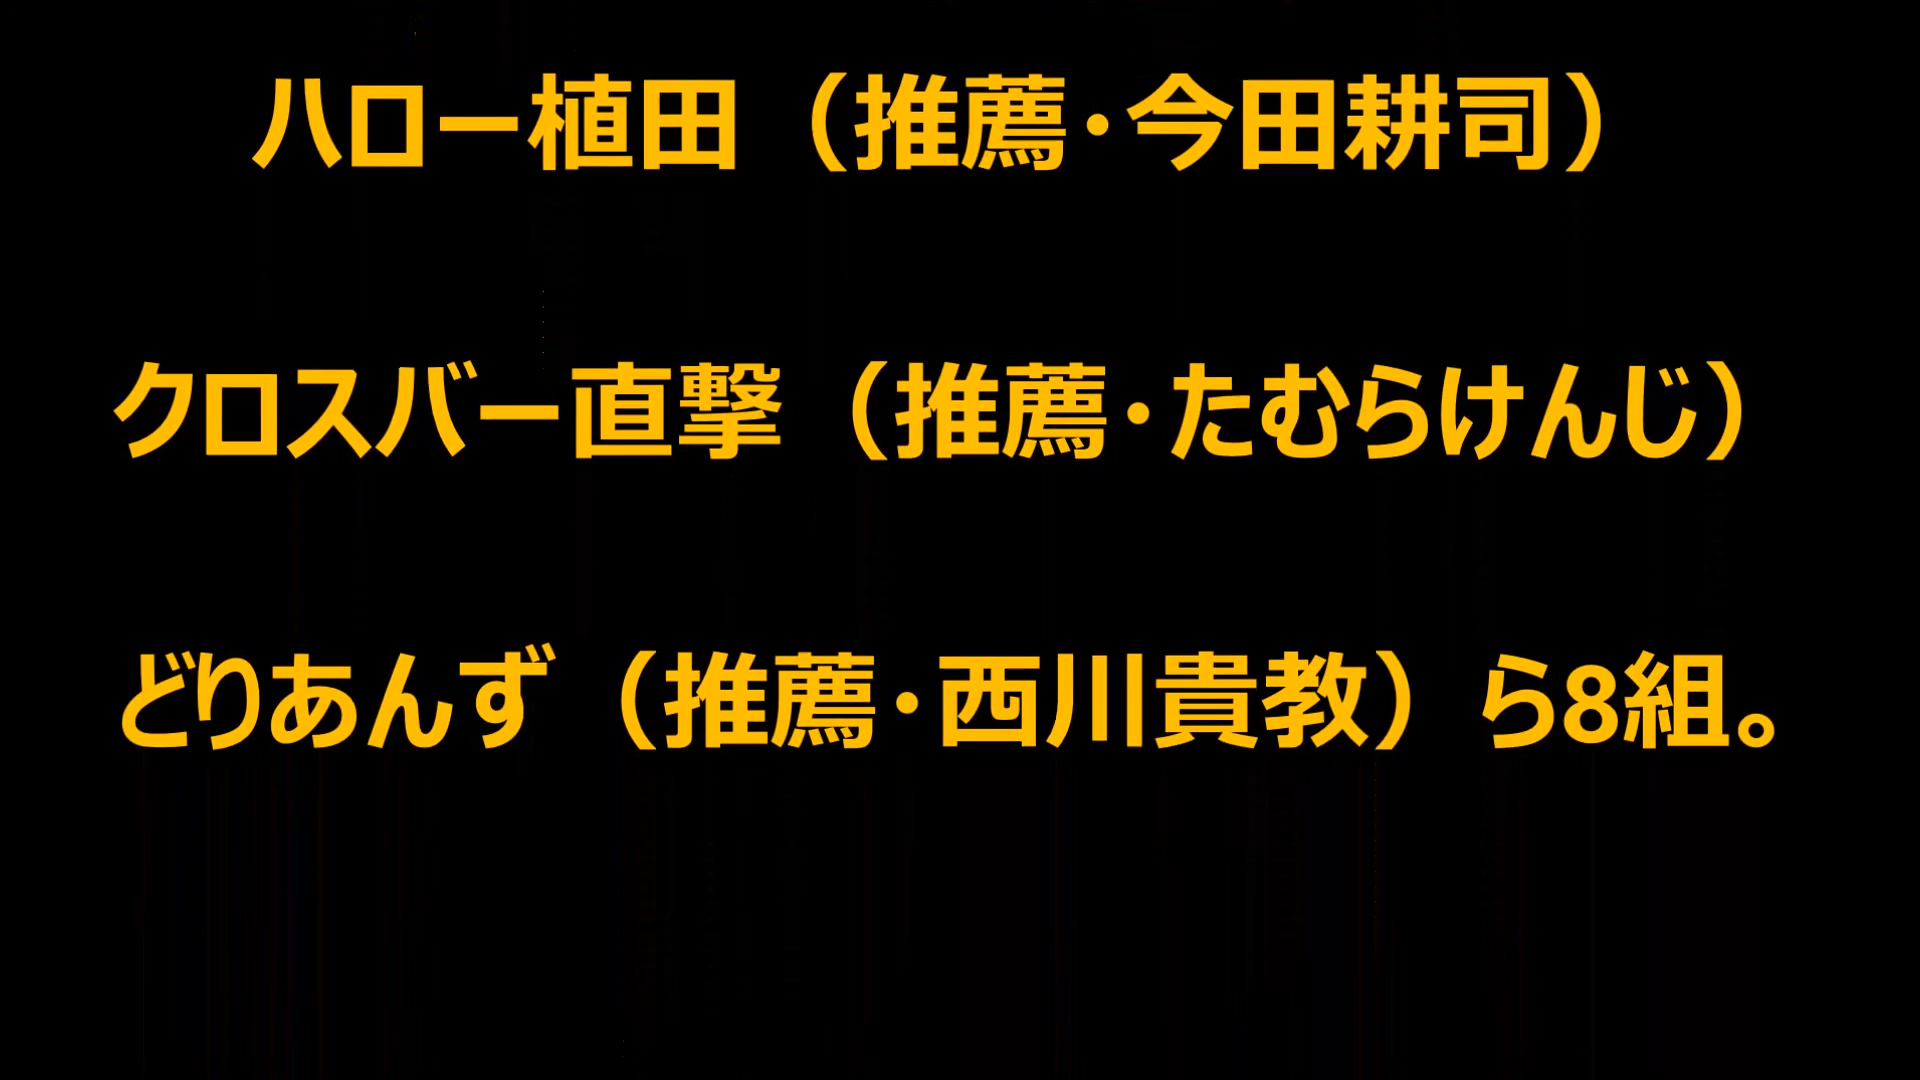 ハロー植田（推薦・今田耕司）
クロスバー直撃（推薦・たむらけんじ）
どりあんず（推薦・西川貴教）ら8組。